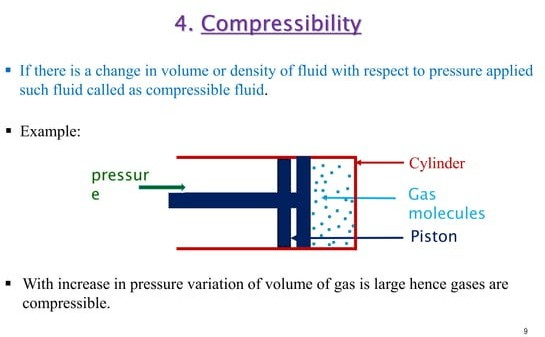 4. Compressibility
▪ If there is a change in volume or density of fluid with respect to pressure applied
such fluid called as compressible fluid.
▪ Example:
Cylinder
pressur
e
Gas
molecules
Piston
▪ With increase in pressure variation of volume of gas is large hence gases are
compressible.
9